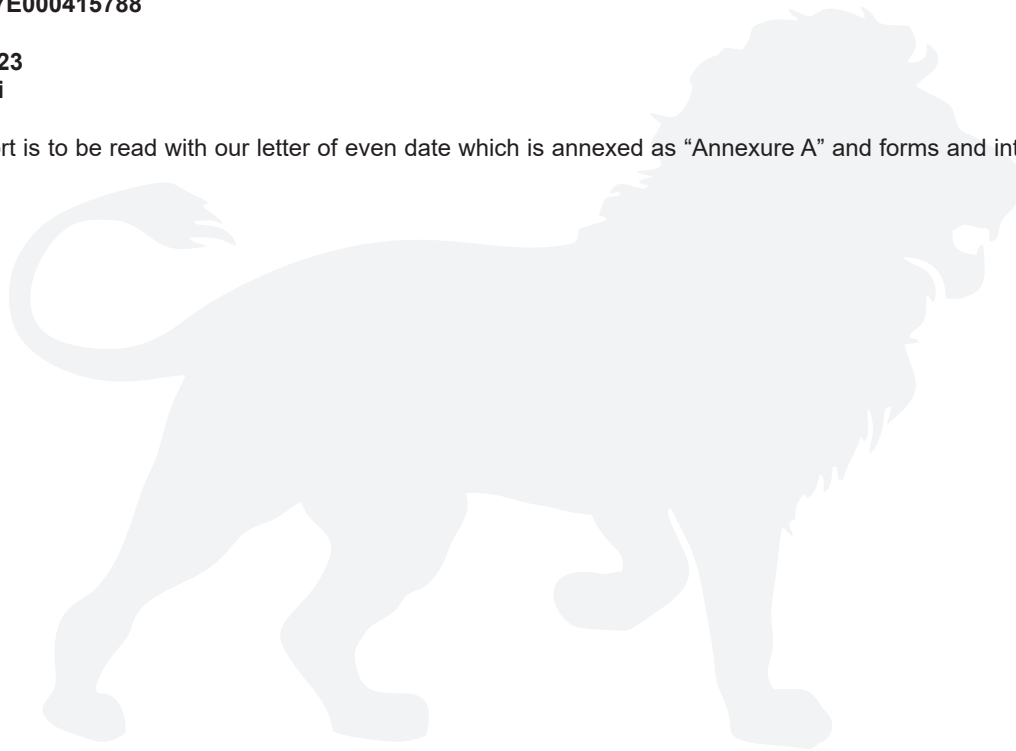 7E000415788
23
i
rt is to be read with our letter of even date which is annexed as “Annexure A” and forms and int